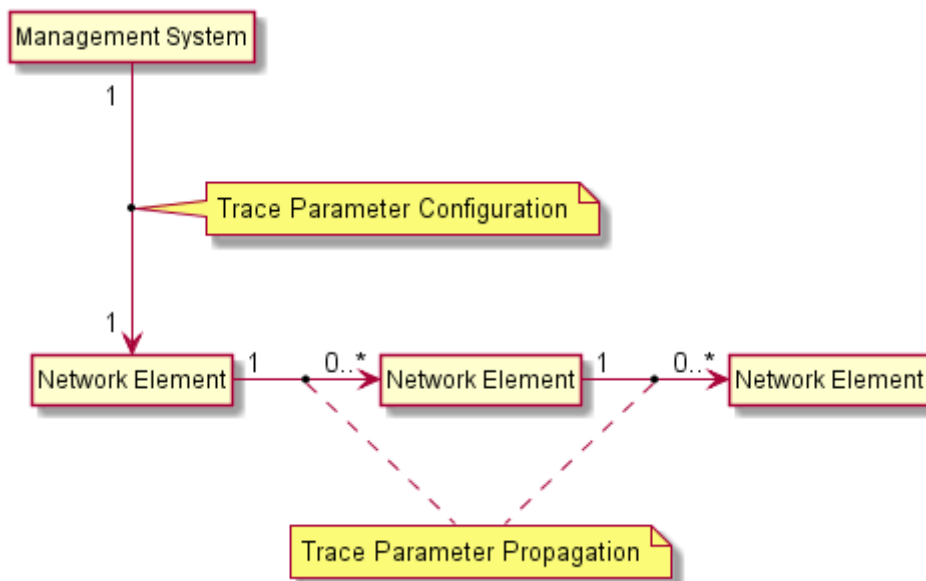 Management System
1
Trace Parameter Configuration
1
Network Element
1
0..*
Network Element
1
0..*
Network Element
Trace Parameter Propagation